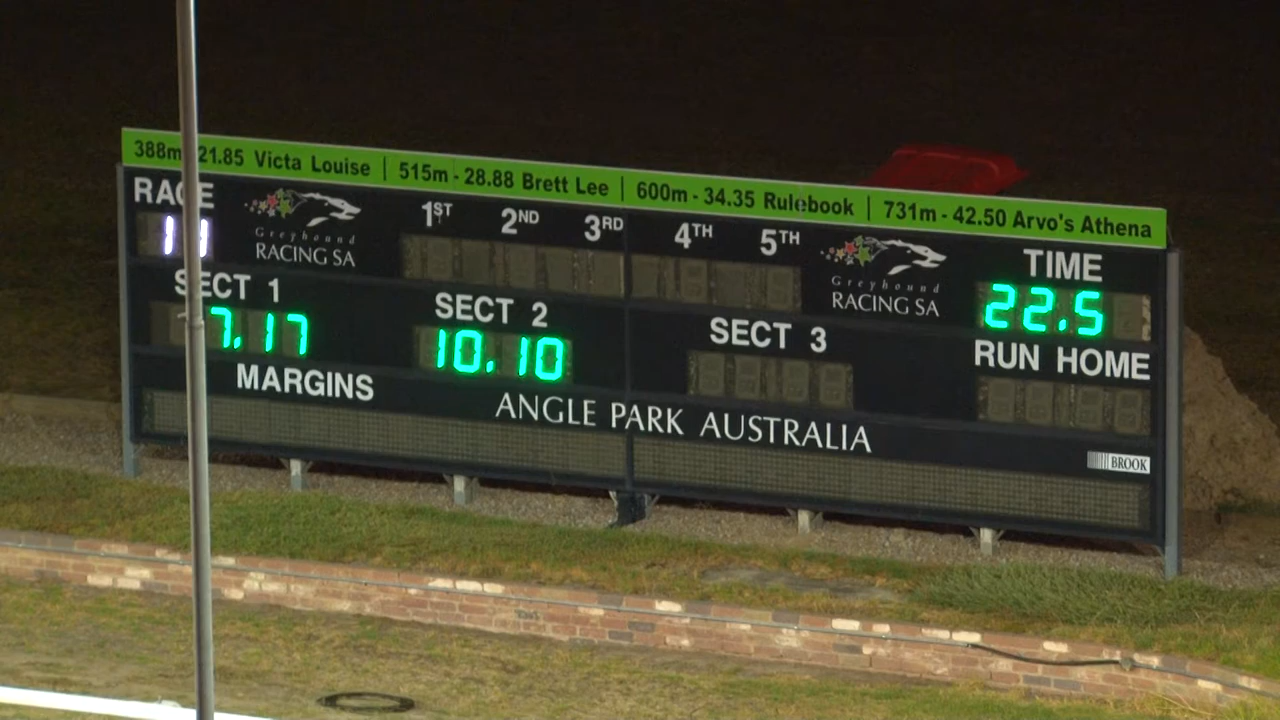 388m 21.85 Victa Louise | 515m - 28.88 Brett Lee | 600m - 34.35 Rulebook | 731m - 42.50 Arvo's Athena
RACE
11
Greyhound
RACING SA
1ST 2ND 3RD 4TH 5TH
Greyhound
RACING SA
TIME
22.5
SECT 1
7.17
SECT 2
10.10
SECT 3
RUN HOME
MARGINS
ANGLE PARK AUSTRALIA
BROOK